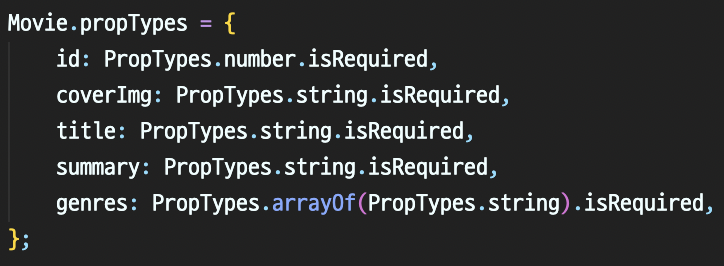 Movie.propTypes = {
    id: PropTypes.number.isRequired,
    coverImg: PropTypes.string.isRequired,
    title: PropTypes.string.isRequired,
    summary: PropTypes.string.isRequired,
    genres: PropTypes.arrayOf(PropTypes.string).isRequired,
};